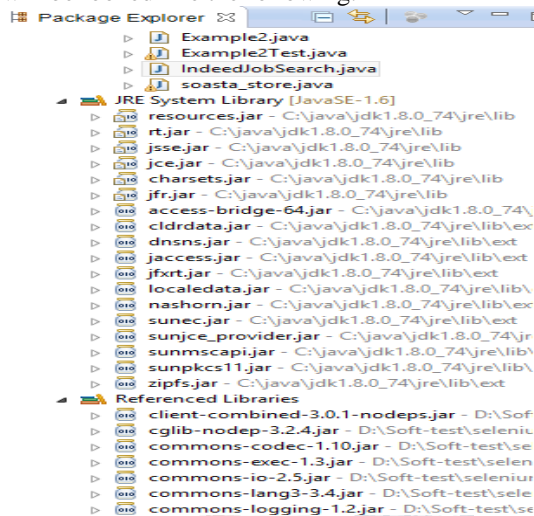 Package Explorer
Example2.java
Example2Test.java
IndeedJobSearch.java
soasta_store.java
JRE System Library [JavaSE-1.6]
resources.jar - C:\java\jdk1.8.0_74\jre\lib
rt.jar - C:\java\jdk1.8.0_74\jre\lib
jsse.jar - C:\java\jdk1.8.0_74\jre\lib
jce.jar - C:\java\jdk1.8.0_74\jre\lib
charsets.jar - C:\java\jdk1.8.0_74\jre\lib
jfr.jar - C:\java\jdk1.8.0_74\jre\lib
access-bridge-64.jar - C:\java\jdk1.8.0_74\
cldrdata.jar - C:\java\jdk1.8.0_74\jre\lib\ext
dnsns.jar - C:\java\jdk1.8.0_74\jre\lib\ext
jaccess.jar - C:\java\jdk1.8.0_74\jre\lib\ext
jfxrt.jar - C:\java\jdk1.8.0_74\jre\lib\ext
localedata.jar - C:\java\jdk1.8.0_74\jre\lib\
nashorn.jar - C:\java\jdk1.8.0_74\jre\lib\ex
sunec.jar - C:\java\jdk1.8.0_74\jre\lib\ext
sunjce_provider.jar - C:\java\jdk1.8.0_74\jr
sunmscapi.jar - C:\java\jdk1.8.0_74\jre\lib\
sunpkcs11.jar - C:\java\jdk1.8.0_74\jre\lib\
zipfs.jar - C:\java\jdk1.8.0_74\jre\lib\ext
Referenced Libraries
client-combined-3.0.1-nodeps.jar - D:\Sof
cglib-nodep-3.2.4.jar - D:\Soft-test\seleniu
commons-codec-1.10.jar - D:\Soft-test\se
commons-exec-1.3.jar - D:\Soft-test\selen
commons-io-2.5.jar - D:\Soft-test\seleniur
commons-lang3-3.4.jar - D:\Soft-test\sele
commons-logging-1.2.jar - D:\Soft-test\se